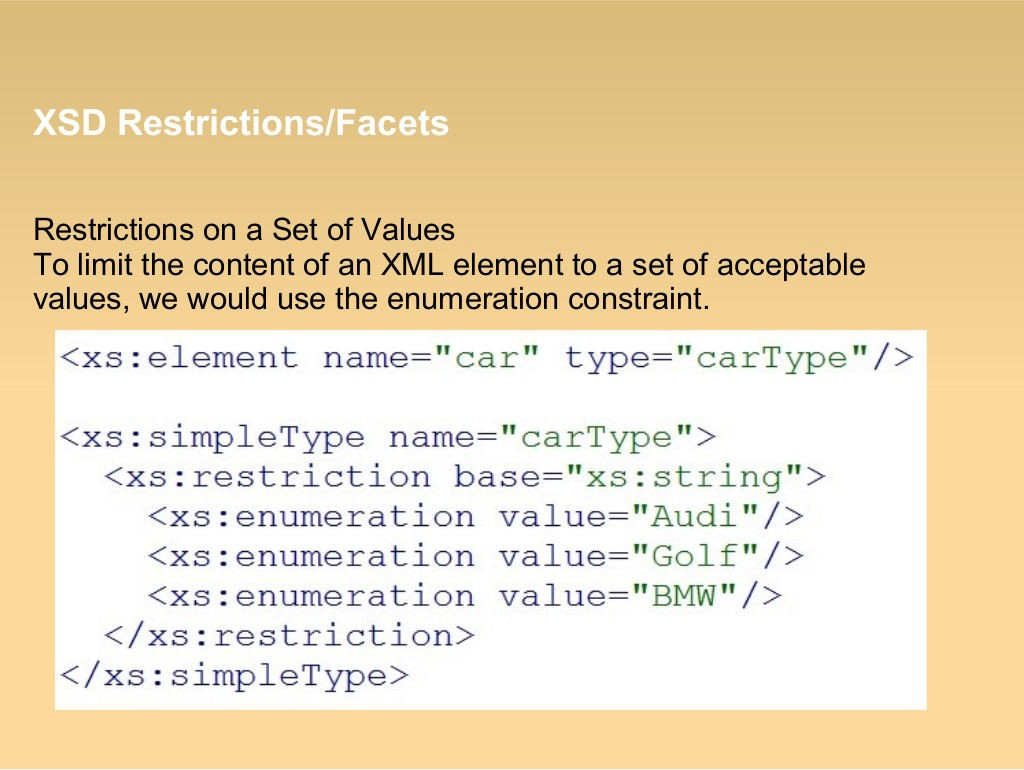 XSD Restrictions/Facets
Restrictions on a Set of Values
To limit the content of an XML element to a set of acceptable
values, we would use the enumeration constraint.
<xs:element name="car" type="carType"/>
<xs:simpleType name="carType">
  <xs:restriction base="xs:string">
    <xs:enumeration value="Audi"/>
    <xs:enumeration value="Golf"/>
    <xs:enumeration value="BMW"/>
  </xs:restriction>
</xs:simpleType>